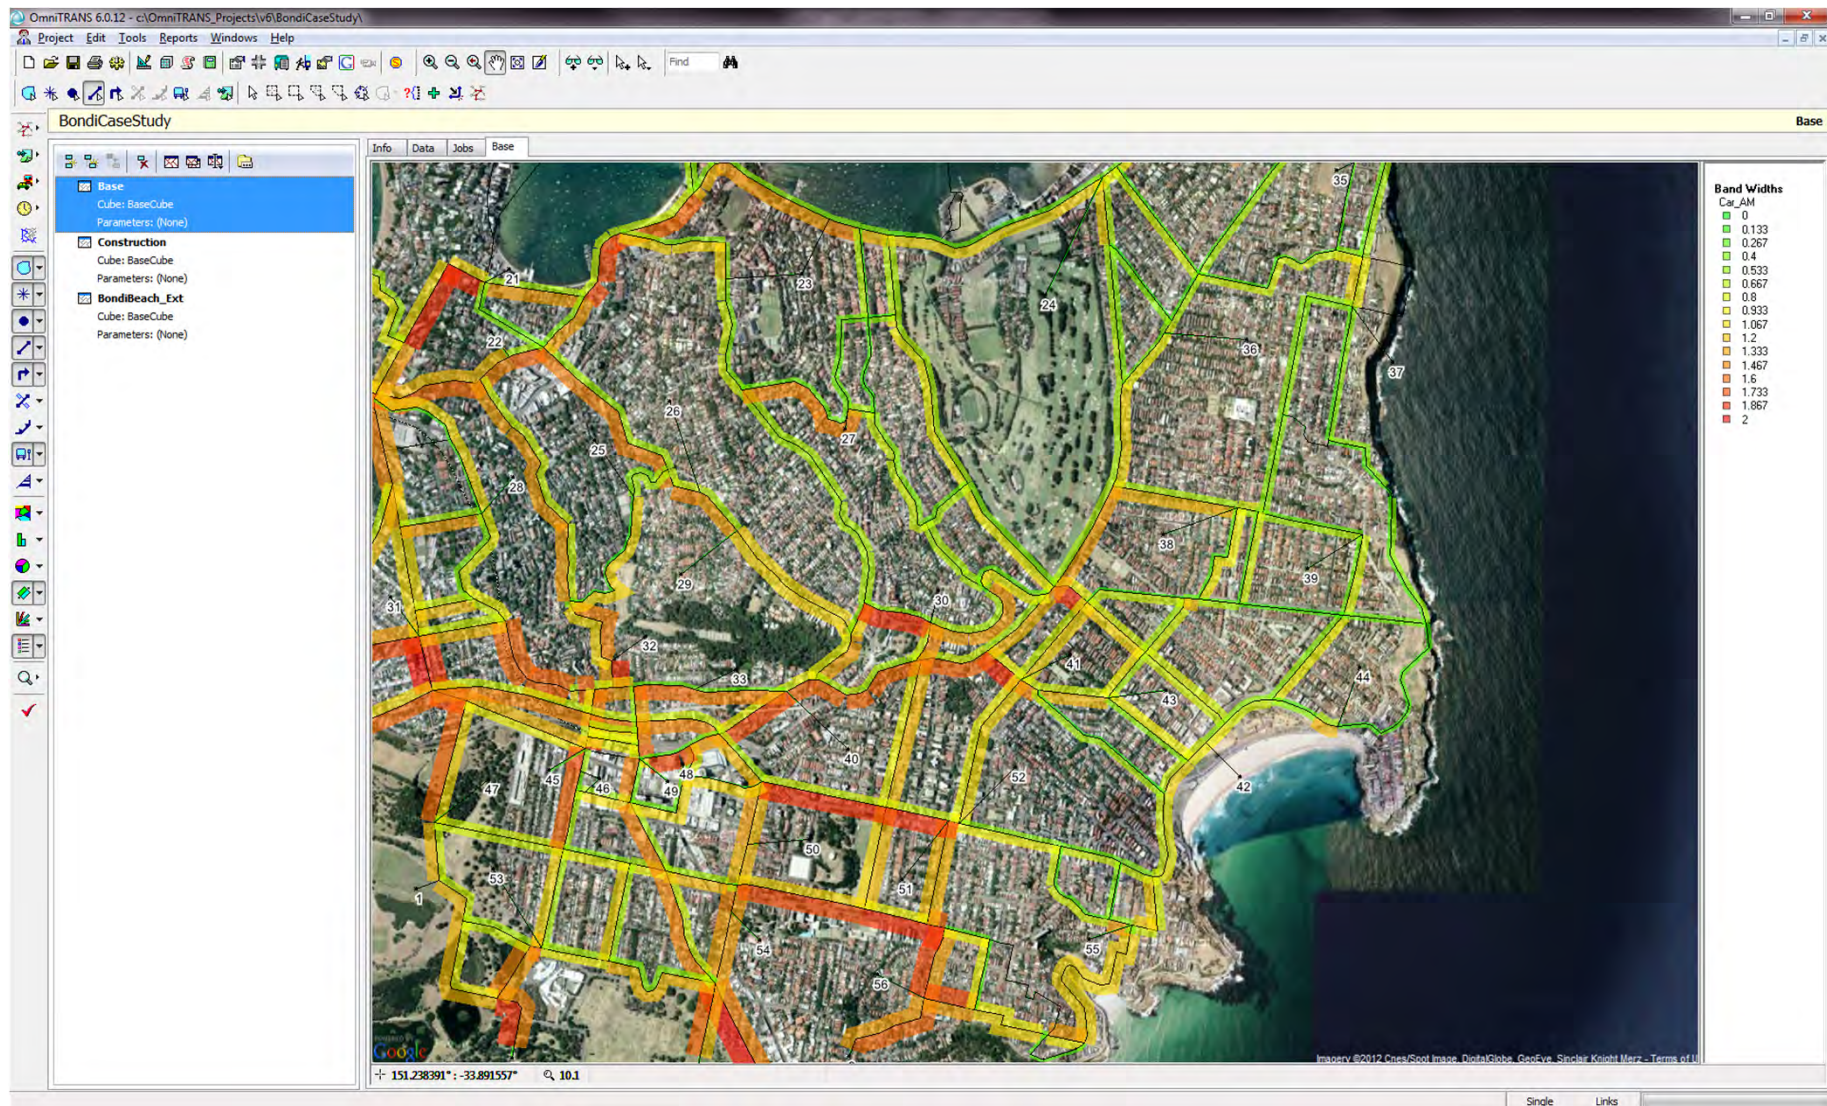 OmniTRANS 6.0.12 - c:\OmniTRANS_Projects\v6\BondiCaseStudy\
Project Edit Tools Reports Windows Help
Find
BondiCaseStudy
Base
Info Data Jobs Base
Base
Cube: BaseCube
Parameters: (None)
Construction
Cube: BaseCube
Parameters: (None)
BondiBeach_Ext
Cube: BaseCube
Parameters: (None)
Band Widths
Car_AM
0
0.133
0.267
0.4
0.533
0.667
0.8
0.933
1.067
1.2
1.333
1.467
1.6
1.733
1.867
2
35
21
23
24
22
36
37
26
27
25
28
38
39
29
31
30
32
41
33
44
43
40
48
45
46
49
47
52
42
50
53
51
1
54
55
56
POWERED BY
Google
Imagery ©2012 Cnes/Spot Image, DigitalGlobe, GeoEye, Sinclair Knight Merz - Terms of U
151.238391° : -33.891557° 10.1
Single Links